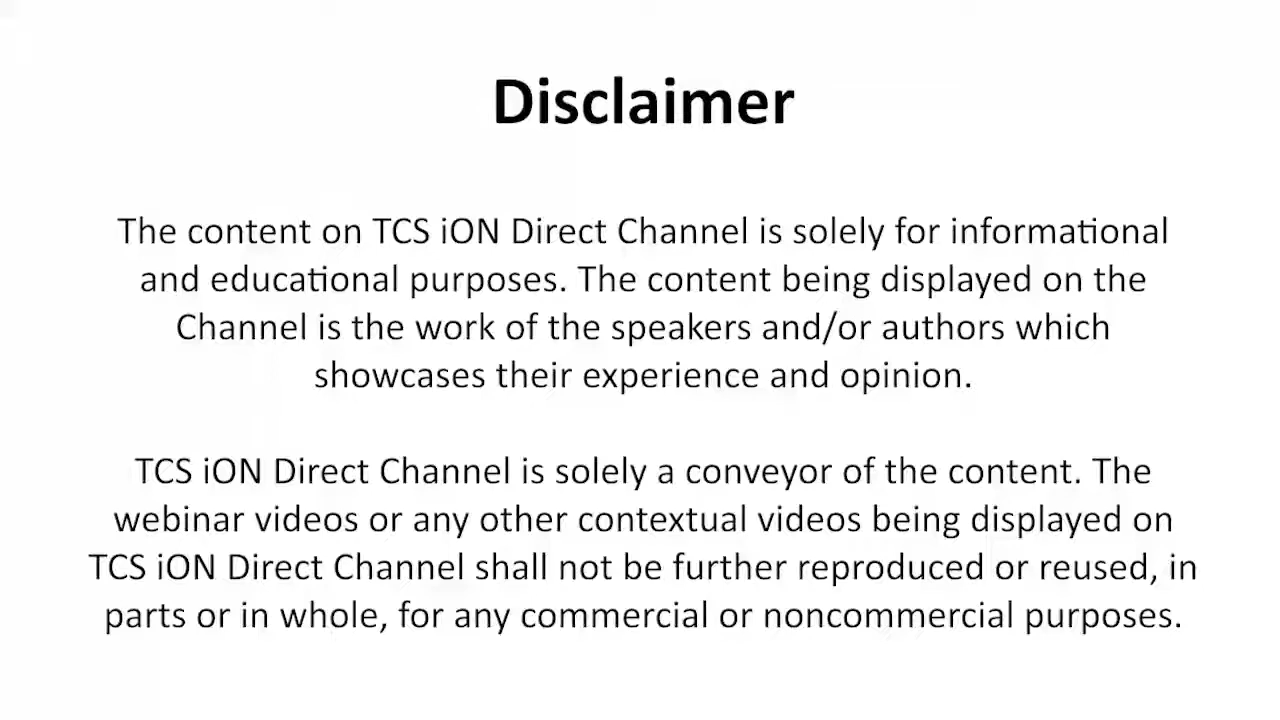 Disclaimer
The content on TCS iON Direct Channel is solely for informational
and educational purposes. The content being displayed on the
Channel is the work of the speakers and/or authors which
showcases their experience and opinion.
TCS iON Direct Channel is solely a conveyor of the content. The
webinar videos or any other contextual videos being displayed on
TCS iON Direct Channel shall not be further reproduced or reused, in
parts or in whole, for any commercial or noncommercial purposes.